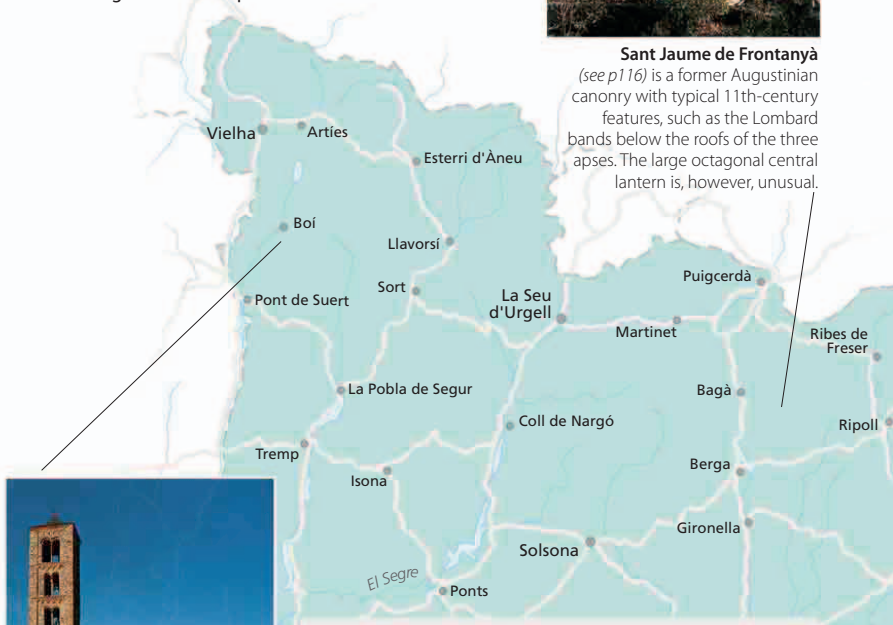 Sant Jaume de Frontanyà
(see p116) is a former Augustinian
canonry with typical 11th-century
features, such as the Lombard
bands below the roofs of the three
apses. The large octagonal central
lantern is, however, unusual.
Vielha
Artíes
Esterri d'Àneu
Boí
Llavorsí
Puigcerdà
Sort
La Seu
d'Urgell
Pont de Suert
Martinet
Ribes de
Freser
La Pobla de Segur
Bagà
Coll de Nargó
Ripoll
Tremp
Isona
Berga
Gironella
Solsona
El Segre
Ponts